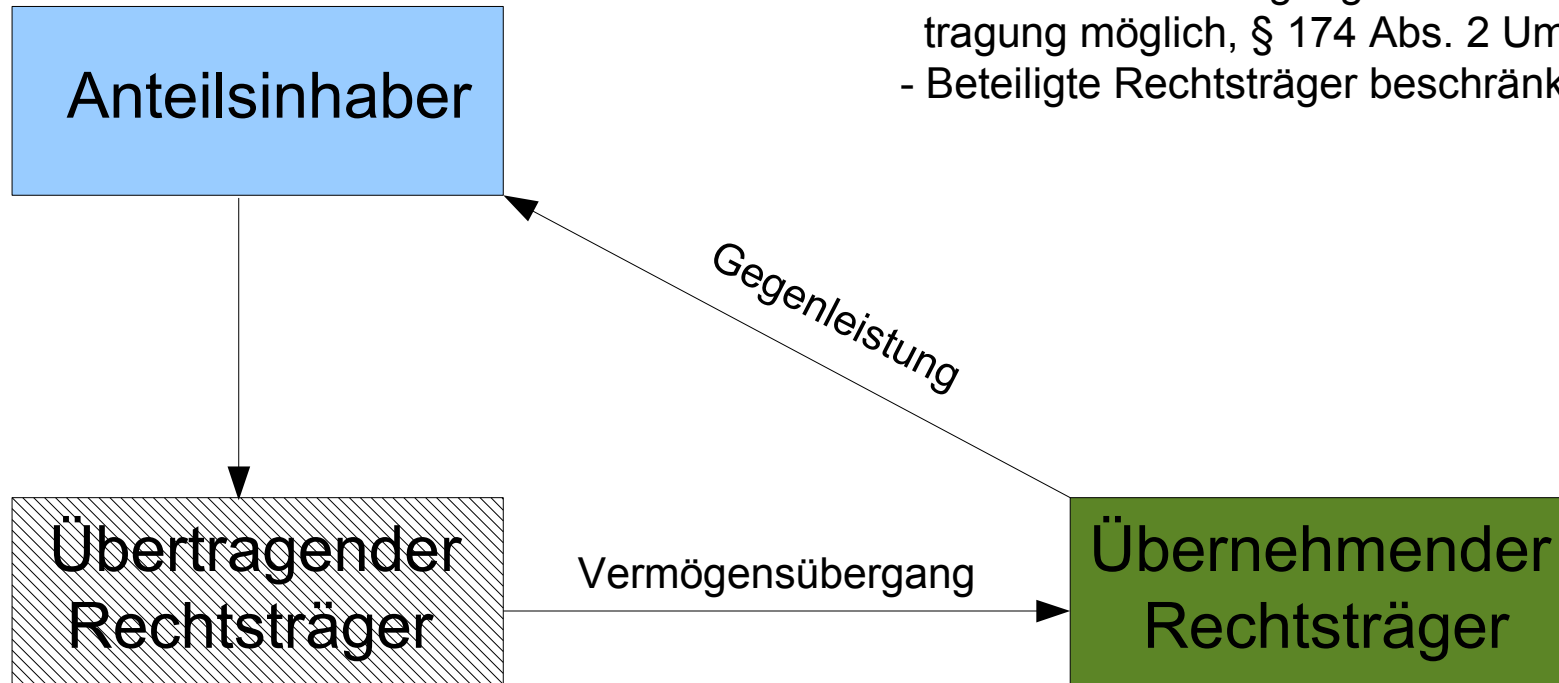 tragung möglich, § 174 Abs. 2 Um
- Beteiligte Rechtsträger beschränk
Anteilsinhaber
Gegenleistung
Übertragender
Rechtsträger
Vermögensübergang
Übernehmender
Rechtsträger